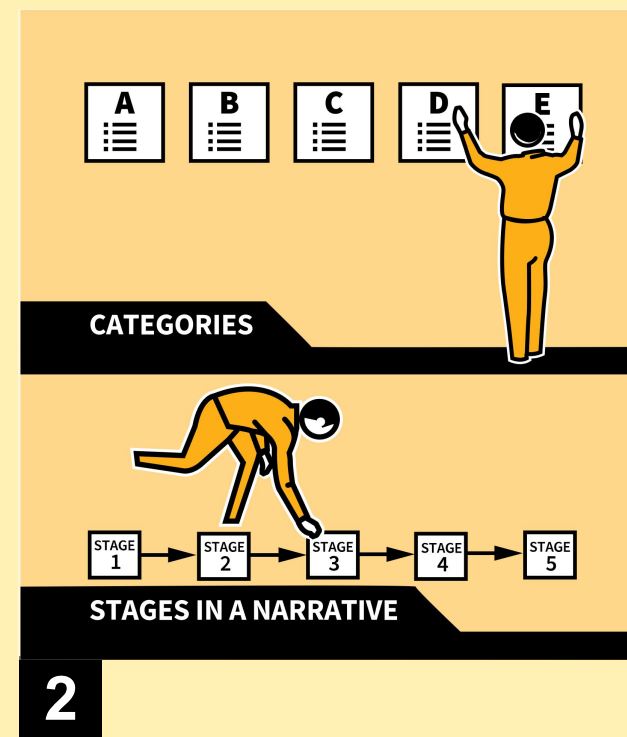 A B C D E
CATEGORIES
STAGE STAGE STAGE STAGE STAGE
1 2 3 4 5
STAGES IN A NARRATIVE
2